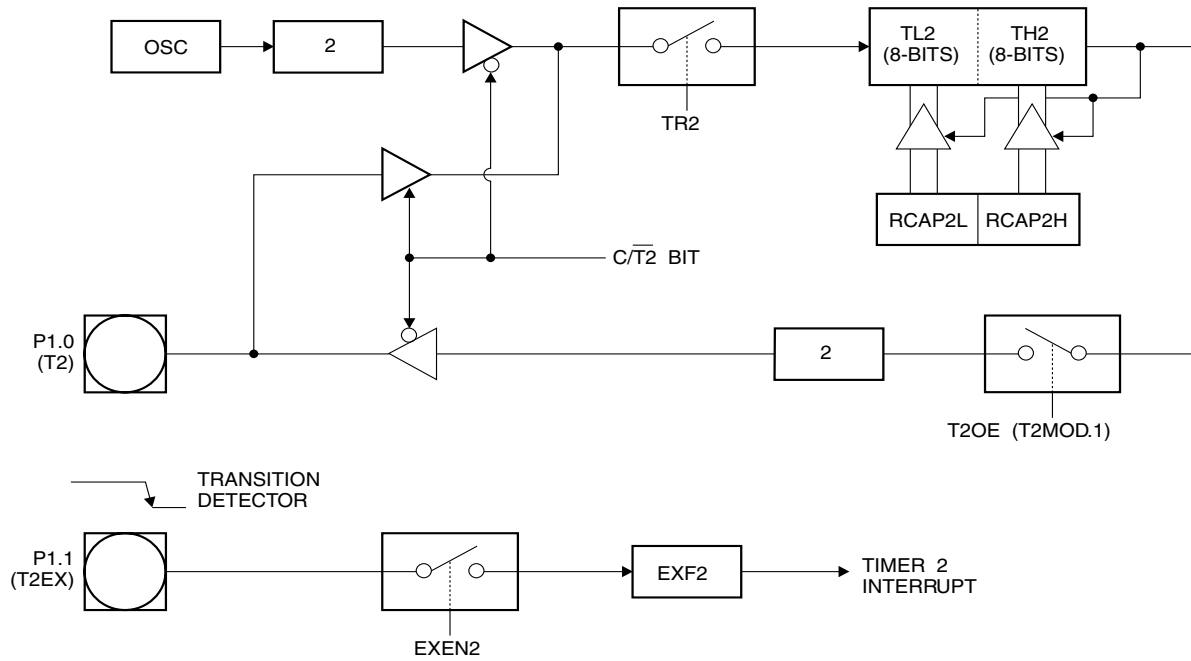 OSC
2
TR2
TL2
(8-BITS)
TH2
(8-BITS)
RCAP2L
RCAP2H
C/T2 BIT
P1.0
(T2)
2
T2OE (T2MOD.1)
TRANSITION
DETECTOR
P1.1
(T2EX)
EXEN2
EXF2
TIMER 2
INTERRUPT